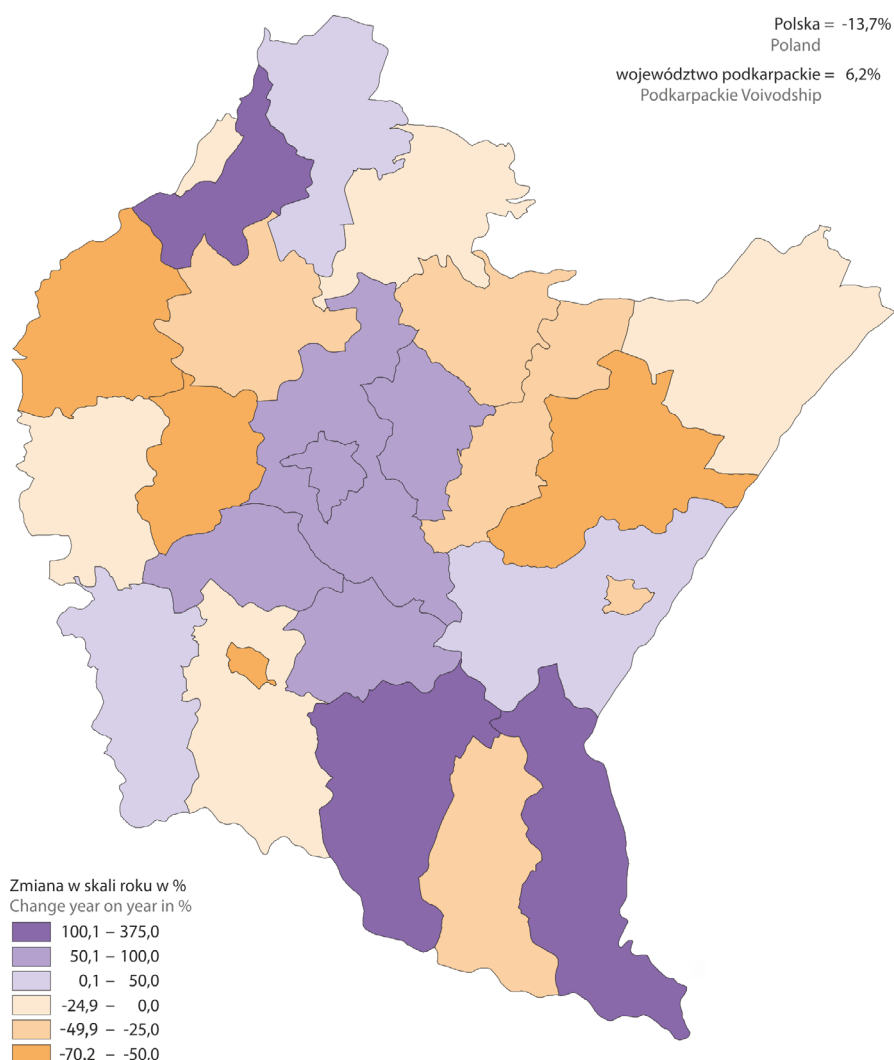 Polska = -13,7%
Poland
województwo podkarpackie = 6,2%
Podkarpackie Voivodship
Zmiana w skali roku w %
Change year on year in %
100,1 – 375,0
50,1 – 100,0
0,1 – 50,0
-24,9 – 0,0
-49,9 – -25,0
-70,2 – -50,0